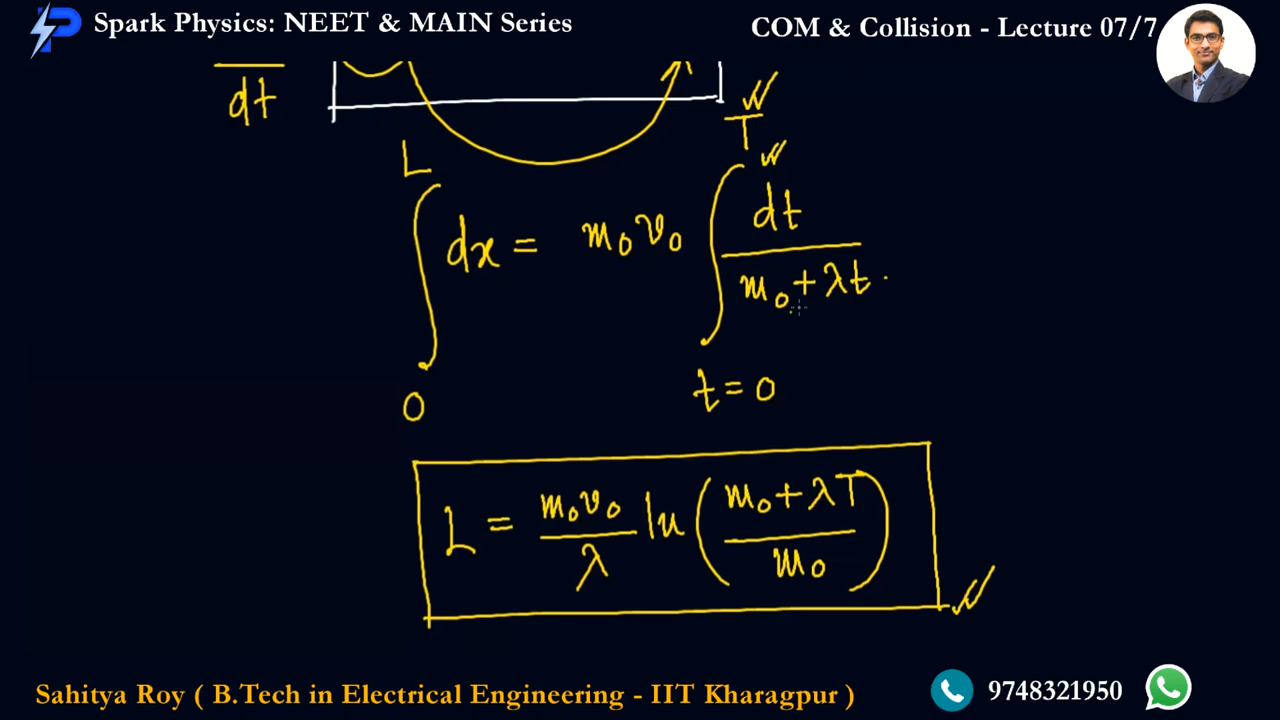 Spark Physics: NEET & MAIN Series
COM & Collision - Lecture 07/7
dt
T
L
∫ dx = m₀v₀ ∫ dt / (m₀ + λt) .
0
t = 0
L = (m₀v₀ / λ) ln ((m₀ + λT) / m₀)
Sahitya Roy ( B.Tech in Electrical Engineering - IIT Kharagpur )
9748321950